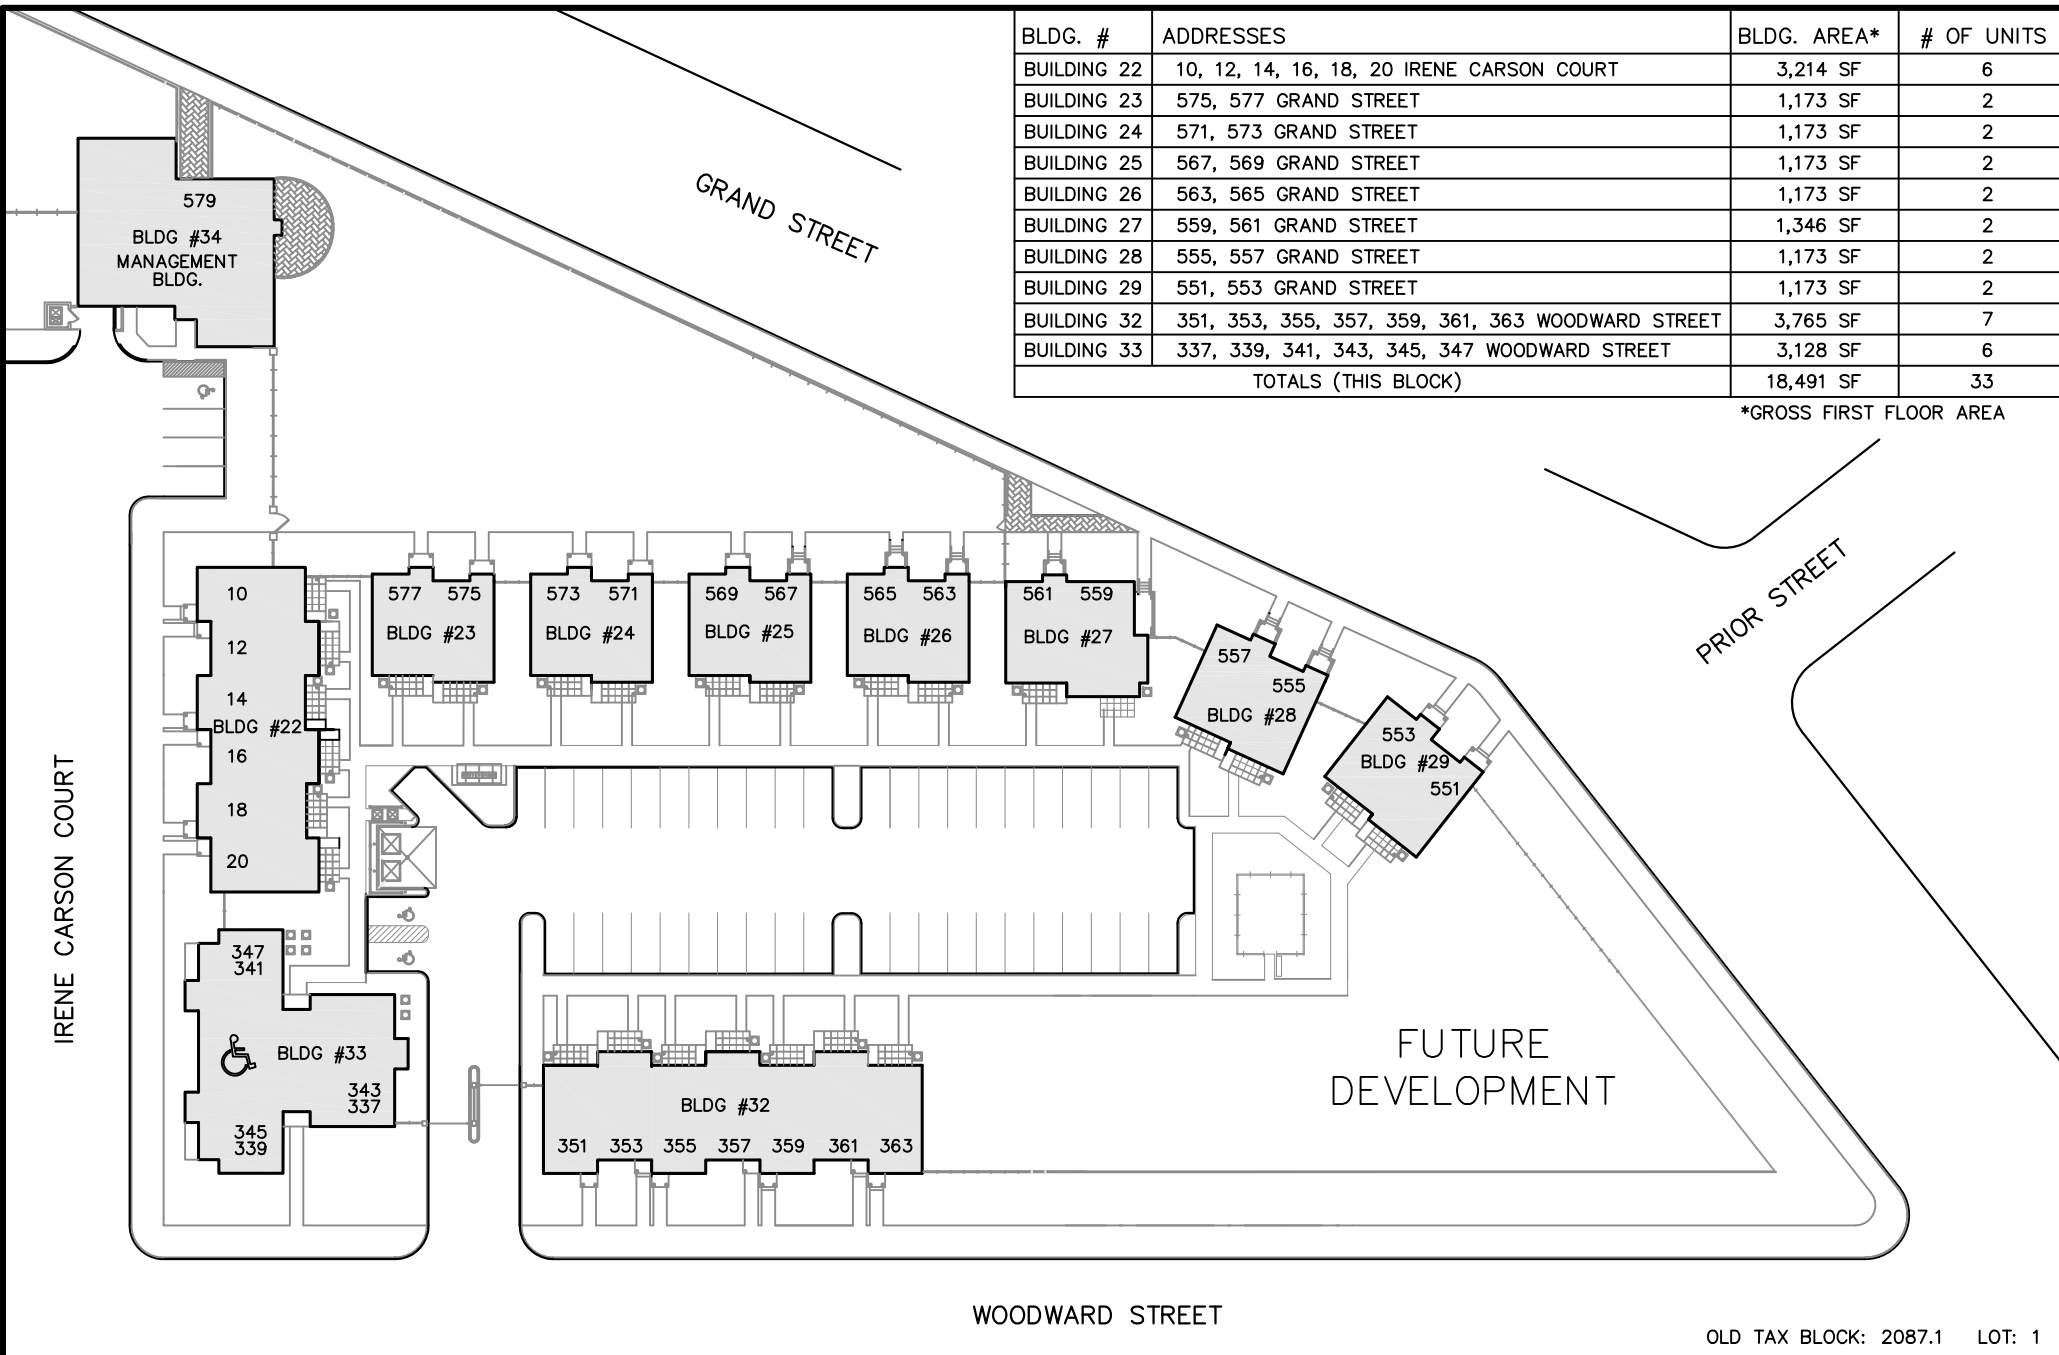 BLDG. # ADDRESSES BLDG. AREA* # OF UNITS
BUILDING 22 10, 12, 14, 16, 18, 20 IRENE CARSON COURT 3,214 SF 6
BUILDING 23 575, 577 GRAND STREET 1,173 SF 2
BUILDING 24 571, 573 GRAND STREET 1,173 SF 2
BUILDING 25 567, 569 GRAND STREET 1,173 SF 2
BUILDING 26 563, 565 GRAND STREET 1,173 SF 2
BUILDING 27 559, 561 GRAND STREET 1,346 SF 2
BUILDING 28 555, 557 GRAND STREET 1,173 SF 2
BUILDING 29 551, 553 GRAND STREET 1,173 SF 2
BUILDING 32 351, 353, 355, 357, 359, 361, 363 WOODWARD STREET 3,765 SF 7
BUILDING 33 337, 339, 341, 343, 345, 347 WOODWARD STREET 3,128 SF 6
TOTALS (THIS BLOCK) 18,491 SF 33
*GROSS FIRST FLOOR AREA
GRAND STREET
579
BLDG #34
MANAGEMENT
BLDG.
PRIOR STREET
10
12
14
BLDG #22
16
18
20
577 575
BLDG #23
573 571
BLDG #24
569 567
BLDG #25
565 563
BLDG #26
561 559
BLDG #27
557
555
BLDG #28
553
BLDG #29
551
IRENE CARSON COURT
347
341
BLDG #33
343
337
345
339
BLDG #32
351 353 355 357 359 361 363
FUTURE
DEVELOPMENT
WOODWARD STREET
OLD TAX BLOCK: 2087.1 LOT: 1